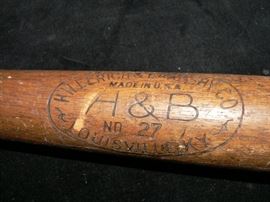 HILLERICH & BRADSBY CO
MADE IN U.S.A.
H & B
NO 27
LOUISVILLE, KY.